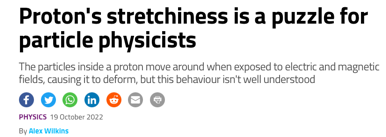 Proton's stretchiness is a puzzle for
particle physicists
The particles inside a proton move around when exposed to electric and magnetic
fields, causing it to deform, but this behaviour isn't well understood
PHYSICS 19 October 2022
By Alex Wilkins